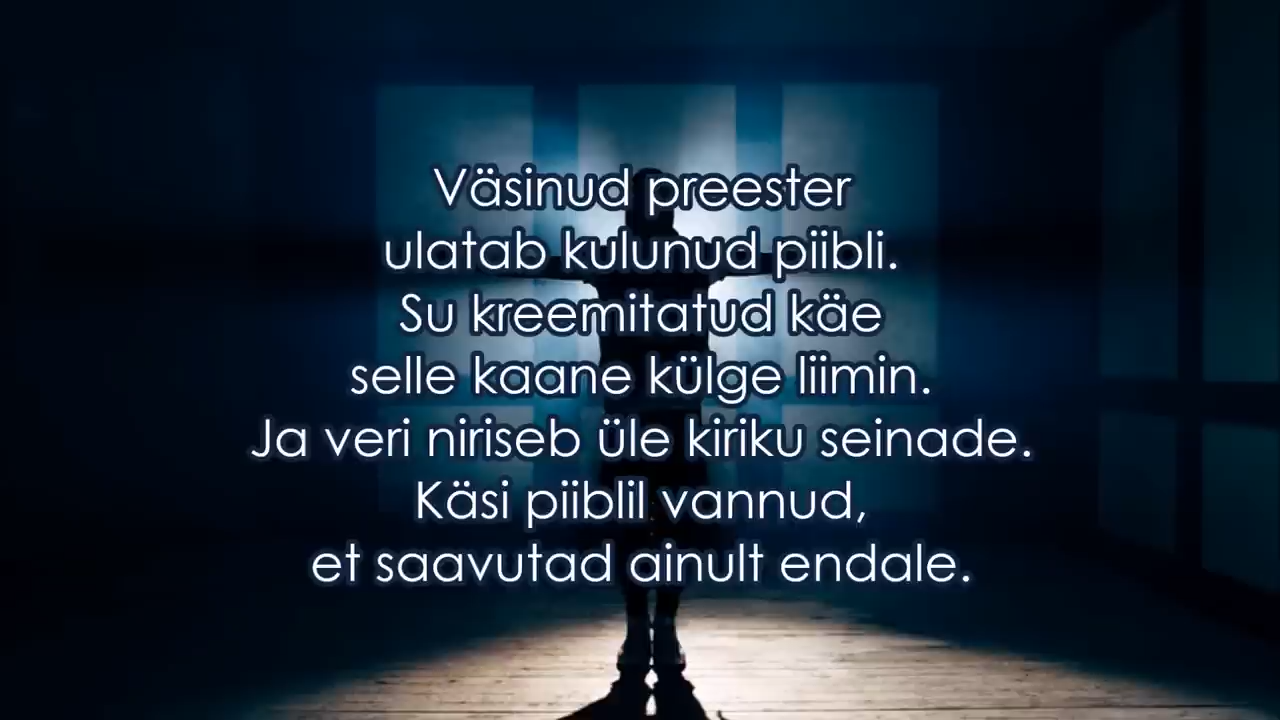 Väsinud preester
ulatab kulunud piibli.
Su kreemitatud käe
selle kaane külge liimin.
Ja veri niriseb üle kiriku seinade.
Käsi piiblil vannud,
et saavutad ainult endale.